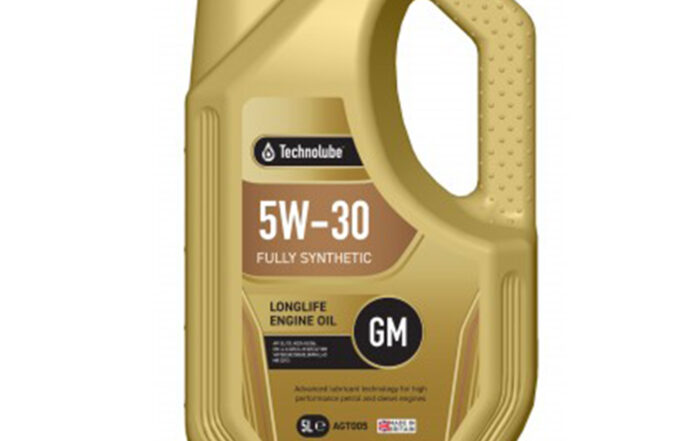 Technolube
5W-30
FULLY SYNTHETIC
LONGLIFE
ENGINE OIL
GM
Advanced lubricant technology for high
performance petrol and diesel engines
5L e AGT005 MADE IN
BRITAIN